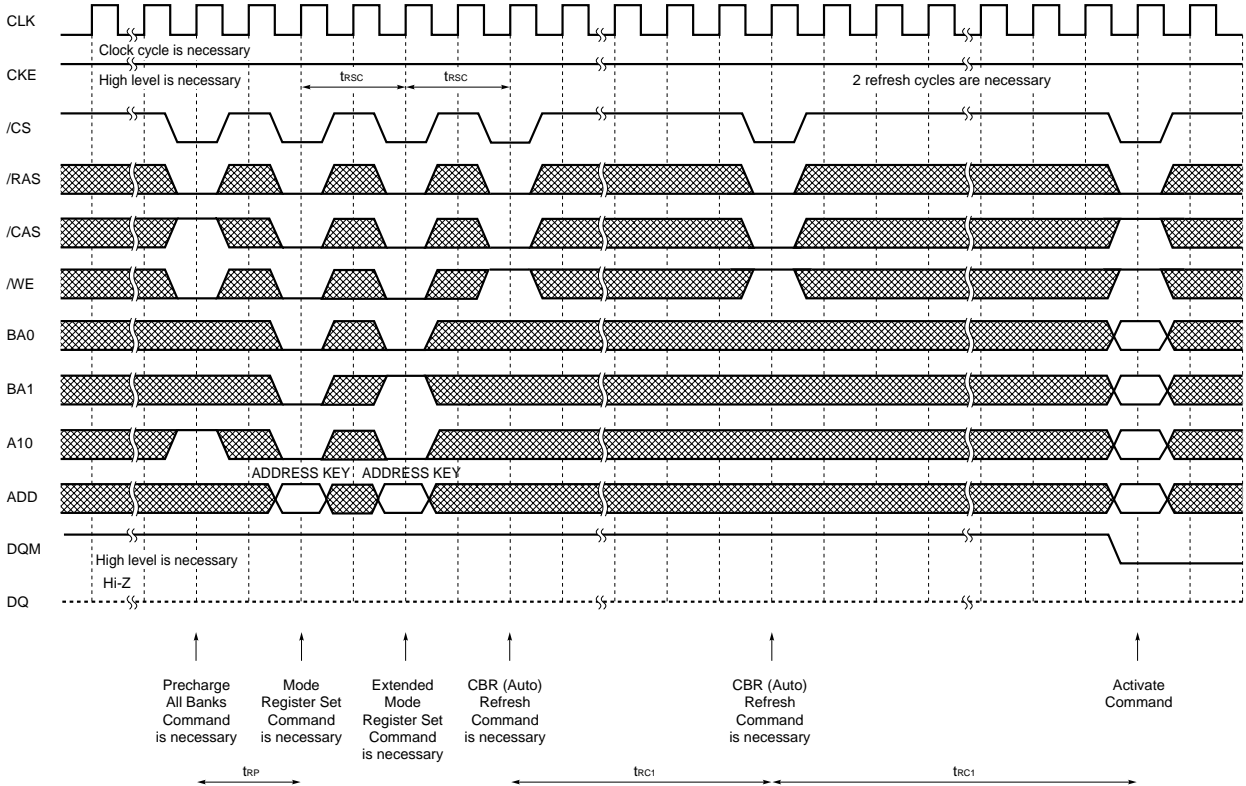 CLK
Clock cycle is necessary
CKE
High level is necessary
tRSC
tRSC
2 refresh cycles are necessary
/CS
/RAS
/CAS
/WE
BA0
BA1
A10
ADDRESS KEY
ADDRESS KEY
ADD
DQM
High level is necessary
Hi-Z
DQ
Precharge
All Banks
Command
is necessary
Mode
Register Set
Command
is necessary
Extended
Mode
Register Set
Command
is necessary
CBR (Auto)
Refresh
Command
is necessary
CBR (Auto)
Refresh
Command
is necessary
Activate
Command
tRP
tRC1
tRC1